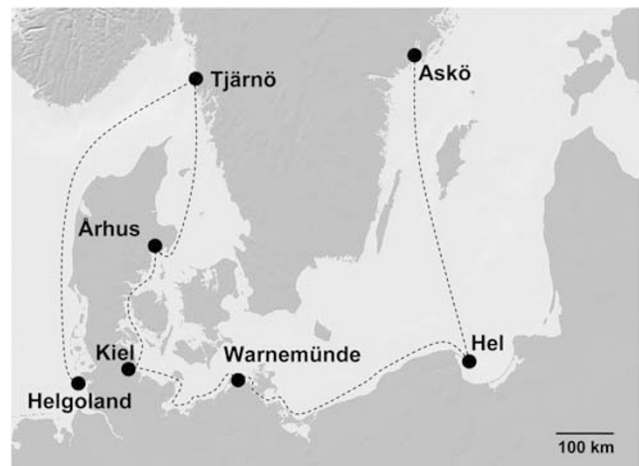 Askö
Tjärnö
Århus
Kiel
Warnemünde
Hel
Helgoland
100 km